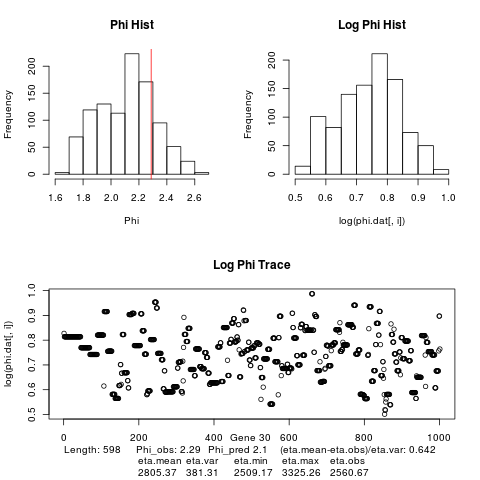 Phi Hist
Log Phi Hist
Frequency
0 50 100 150 200
1.6 1.8 2.0 2.2 2.4 2.6
Phi
Frequency
0 50 100 150 200
0.5 0.6 0.7 0.8 0.9 1.0
log(phi.dat[, i])
Log Phi Trace
log(phi.dat[, i])
0.5 0.6 0.7 0.8 0.9 1.0
0 200 400 600 800 1000
Gene 30
Length: 598 Phi_obs: 2.29 Phi_pred 2.1 (eta.mean-eta.obs)/eta.var: 0.642
eta.mean eta.var eta.min eta.max eta.obs
2805.37 381.31 2509.17 3325.26 2560.67